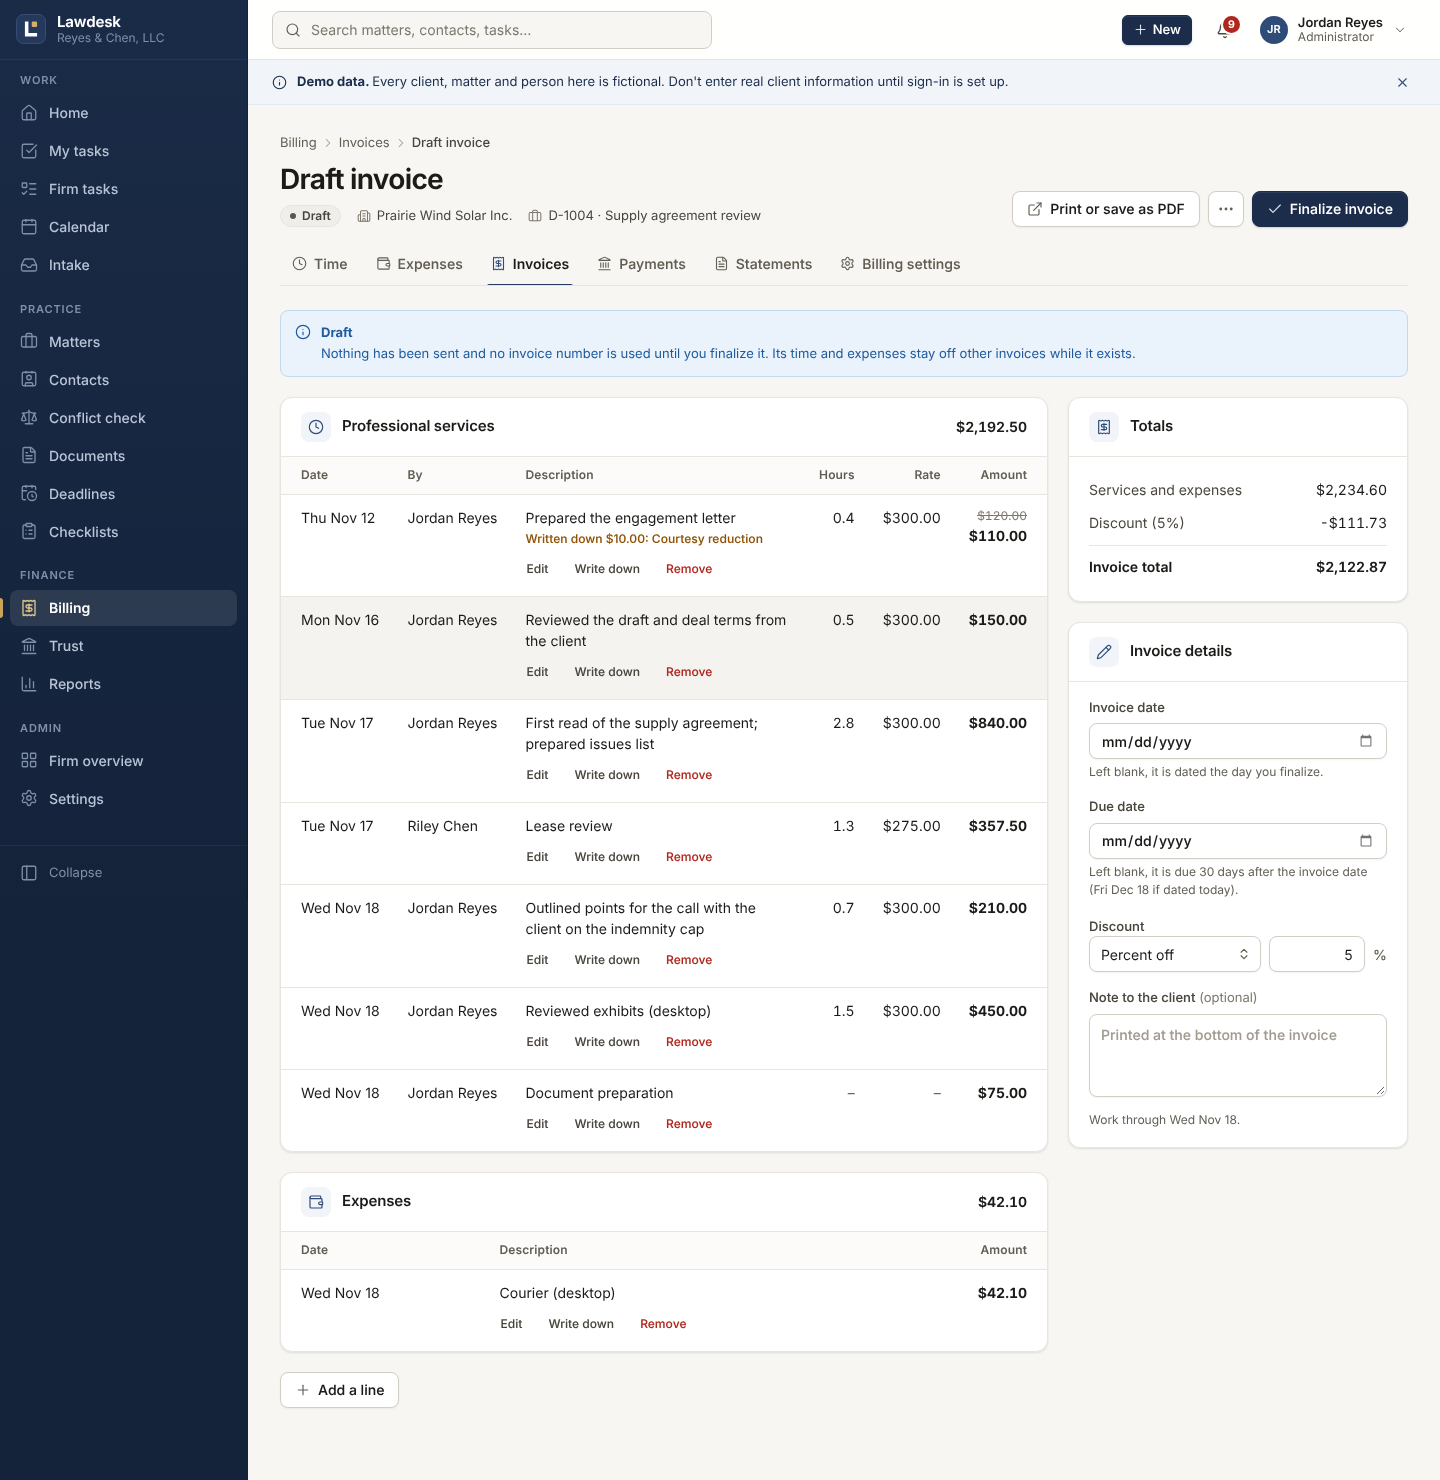 Lawdesk
Reyes & Chen, LLC
WORK
Home
My tasks
Firm tasks
Calendar
Intake
PRACTICE
Matters
Contacts
Conflict check
Documents
Deadlines
Checklists
FINANCE
Billing
Trust
Reports
ADMIN
Firm overview
Settings
Collapse
Search matters, contacts, tasks...
New
9
JR
Jordan Reyes
Administrator
Demo data. Every client, matter and person here is fictional. Don't enter real client information until sign-in is set up.
Billing > Invoices > Draft invoice
Draft invoice
Draft
Prairie Wind Solar Inc.
D-1004 · Supply agreement review
Print or save as PDF
Finalize invoice
Time
Expenses
Invoices
Payments
Statements
Billing settings
Draft
Nothing has been sent and no invoice number is used until you finalize it. Its time and expenses stay off other invoices while it exists.
Professional services $2,192.50
Date By Description Hours Rate Amount
Thu Nov 12 Jordan Reyes Prepared the engagement letter 0.4 $300.00 $120.00
Written down $10.00: Courtesy reduction $110.00
Edit Write down Remove
Mon Nov 16 Jordan Reyes Reviewed the draft and deal terms from 0.5 $300.00 $150.00
the client
Edit Write down Remove
Tue Nov 17 Jordan Reyes First read of the supply agreement; 2.8 $300.00 $840.00
prepared issues list
Edit Write down Remove
Tue Nov 17 Riley Chen Lease review 1.3 $275.00 $357.50
Edit Write down Remove
Wed Nov 18 Jordan Reyes Outlined points for the call with the 0.7 $300.00 $210.00
client on the indemnity cap
Edit Write down Remove
Wed Nov 18 Jordan Reyes Reviewed exhibits (desktop) 1.5 $300.00 $450.00
Edit Write down Remove
Wed Nov 18 Jordan Reyes Document preparation – – $75.00
Edit Write down Remove
Expenses $42.10
Date Description Amount
Wed Nov 18 Courier (desktop) $42.10
Edit Write down Remove
Add a line
Totals
Services and expenses $2,234.60
Discount (5%) -$111.73
Invoice total $2,122.87
Invoice details
Invoice date
mm/dd/yyyy
Left blank, it is dated the day you finalize.
Due date
mm/dd/yyyy
Left blank, it is due 30 days after the invoice date
(Fri Dec 18 if dated today).
Discount
Percent off 5 %
Note to the client (optional)
Printed at the bottom of the invoice
Work through Wed Nov 18.